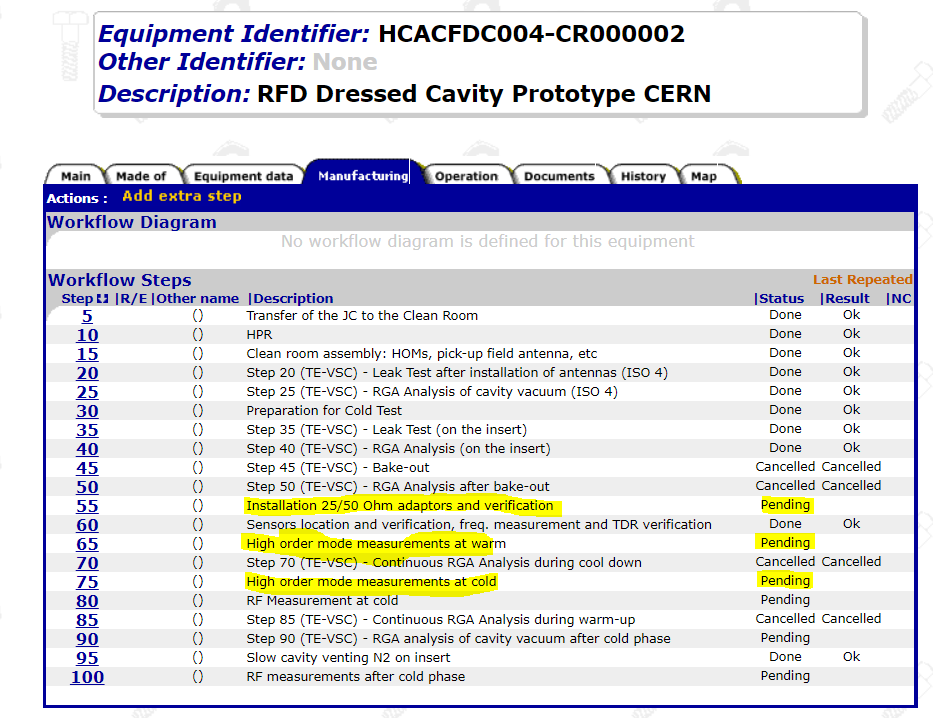 Equipment Identifier: HCACFDC004-CR000002
Other Identifier: None
Description: RFD Dressed Cavity Prototype CERN
Main Made of Equipment data Manufacturing Operation Documents History Map
Actions : Add extra step
Workflow Diagram
No workflow diagram is defined for this equipment
Workflow Steps Last Repeated
Step |R/E |Other name |Description |Status |Result |NC
5 () Transfer of the JC to the Clean Room Done Ok
10 () HPR Done Ok
15 () Clean room assembly: HOMs, pick-up field antenna, etc Done Ok
20 () Step 20 (TE-VSC) - Leak Test after installation of antennas (ISO 4) Done Ok
25 () Step 25 (TE-VSC) - RGA Analysis of cavity vacuum (ISO 4) Done Ok
30 () Preparation for Cold Test Done Ok
35 () Step 35 (TE-VSC) - Leak Test (on the insert) Done Ok
40 () Step 40 (TE-VSC) - RGA Analysis (on the insert) Done Ok
45 () Step 45 (TE-VSC) - Bake-out Cancelled Cancelled
50 () Step 50 (TE-VSC) - RGA Analysis after bake-out Cancelled Cancelled
55 () Installation 25/50 Ohm adaptors and verification Pending
60 () Sensors location and verification, freq. measurement and TDR verification Done Ok
65 () High order mode measurements at warm Pending
70 () Step 70 (TE-VSC) - Continuous RGA Analysis during cool down Cancelled Cancelled
75 () High order mode measurements at cold Pending
80 () RF Measurement at cold Pending
85 () Step 85 (TE-VSC) - Continuous RGA Analysis during warm-up Cancelled Cancelled
90 () Step 90 (TE-VSC) - RGA analysis of cavity vacuum after cold phase Pending
95 () Slow cavity venting N2 on insert Done Ok
100 () RF measurements after cold phase Pending